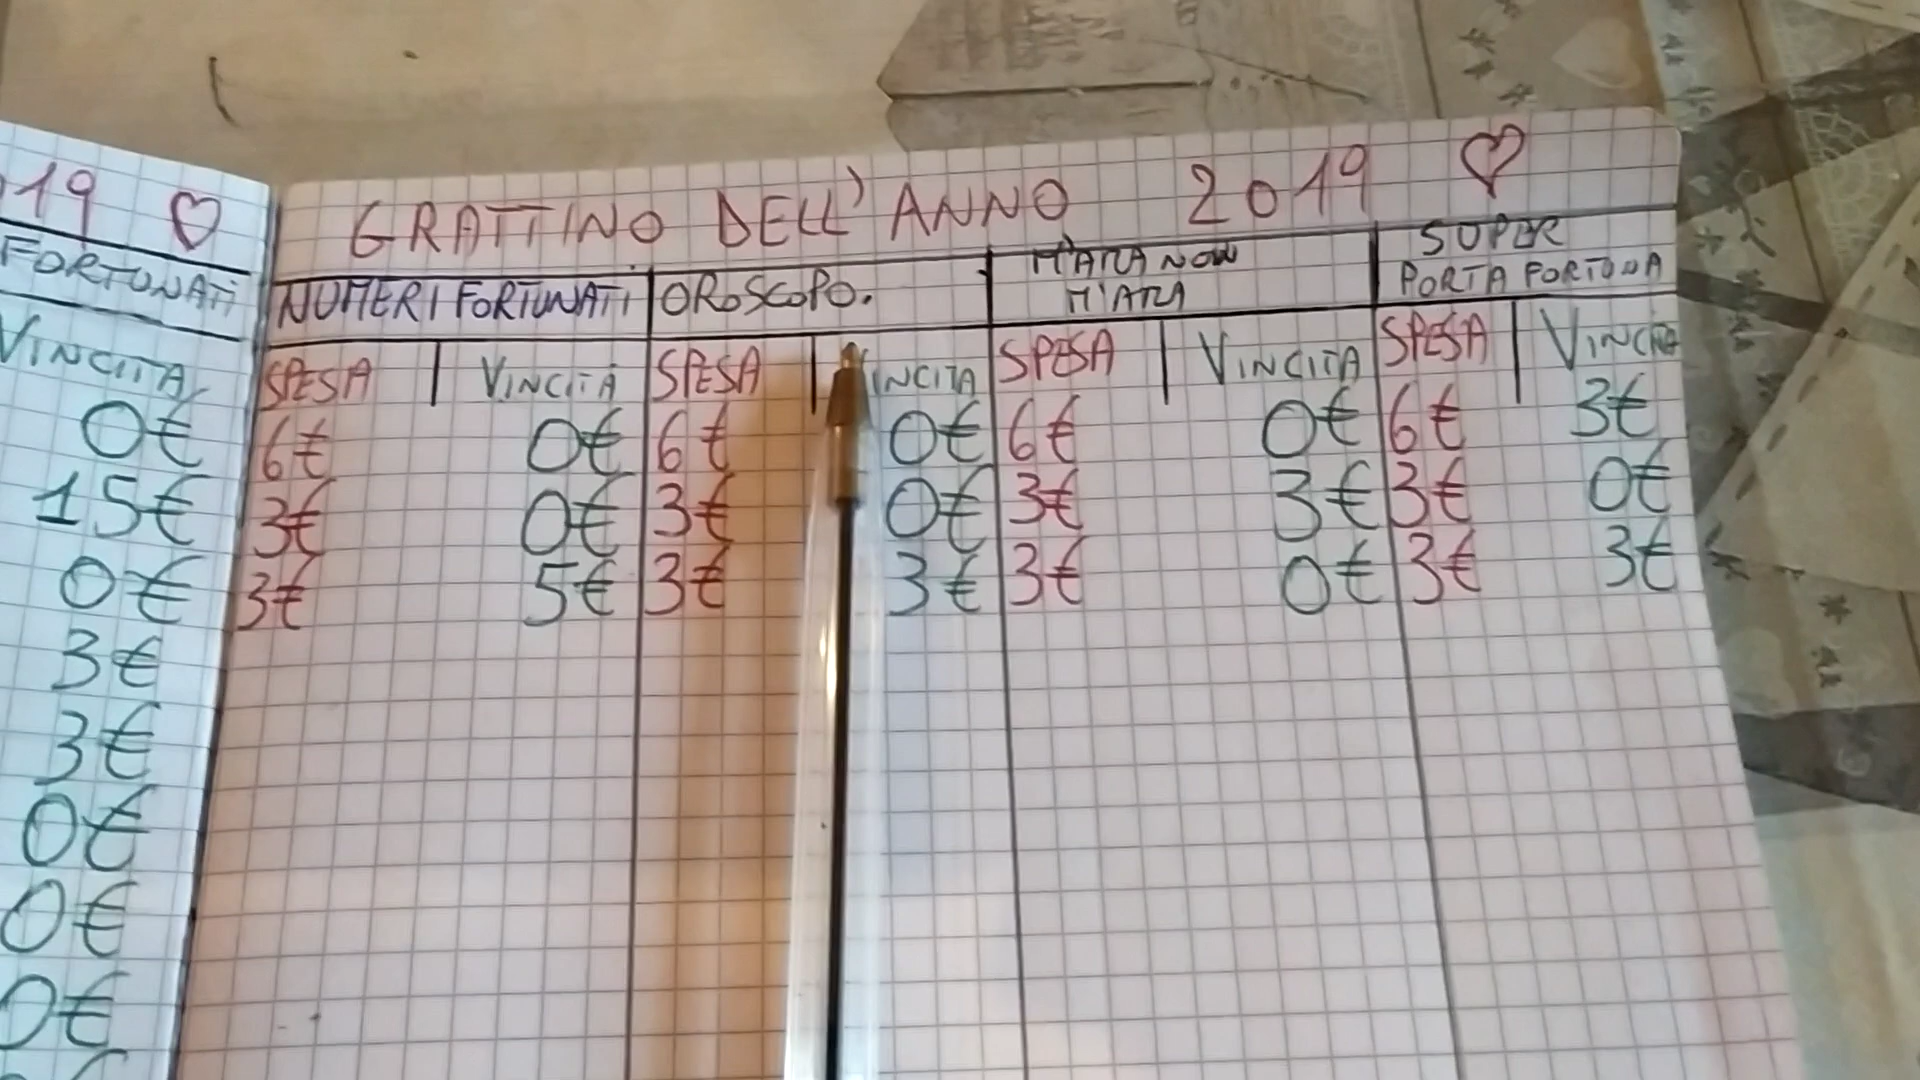 19 ♡
FORTUNATI
VINCITA
0€
15€
0€
3€
3€
0€
0€
0€
GRATTINO DELL'ANNO 2019 ♡
NUMERI FORTUNATI OROSCOPO. M'AMA NON M'AMA SUPER PORTA FORTUNA
SPESA VINCITA SPESA VINCITA SPESA VINCITA SPESA VINCITA
6€ 0€ 6€ 0€ 6€ 0€ 6€ 3€
3€ 0€ 3€ 0€ 3€ 3€ 3€ 0€
3€ 5€ 3€ 3€ 3€ 0€ 3€ 3€